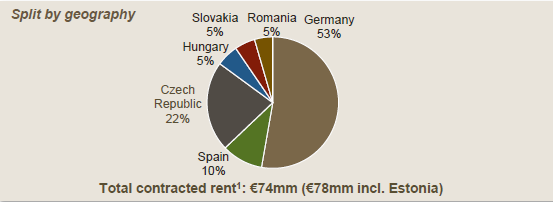 Split by geography
Slovakia
5%
Romania
5%
Germany
53%
Hungary
5%
Czech
Republic
22%
Spain
10%
Total contracted rent¹: €74mm (€78mm incl. Estonia)